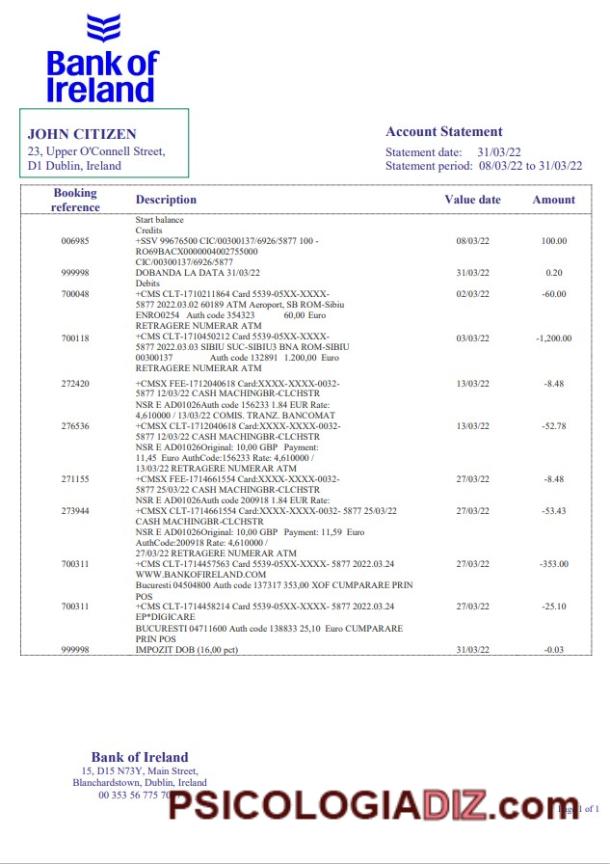 Bank of
Ireland
JOHN CITIZEN
23, Upper O'Connell Street,
D1 Dublin, Ireland
Account Statement
Statement date: 31/03/22
Statement period: 08/03/22 to 31/03/22
Booking reference Description Value date Amount
Start balance
Credits
006985 +SSV 99676500 CIC/00300137/6926/5877 100 - 08/03/22 100.00
RO69BACX0000004002755000
CIC/00300137/6926/5877
999998 DOBANDA LA DATA 31/03/22 31/03/22 0.20
Debits
700048 +CMS CLT-1710211864 Card 5539-05XX-XXXX- 02/03/22 -60.00
5877 2022.03.02 60189 ATM Aeroport, SB ROM-Sibiu
ENRO0254 Auth code 354323 60,00 Euro
RETRAGERE NUMERAR ATM
700118 +CMS CLT-1710450212 Card 5539-05XX-XXXX- 03/03/22 -1,200.00
5877 2022.03.03 SIBIU SUC-SIBIU3 BNA ROM-SIBIU
00300137 Auth code 132891 1.200,00 Euro
RETRAGERE NUMERAR ATM
272420 +CMSX FEE-1712040618 Card:XXXX-XXXX-0032- 13/03/22 -8.48
5877 12/03/22 CASH MACHINGBR-CLCHSTR
NSR E AD01026Auth code 156233 1.84 EUR Rate:
4,610000 / 13/03/22 COMIS. TRANZ. BANCOMAT
276536 +CMSX CLT-1712040618 Card:XXXX-XXXX-0032- 13/03/22 -52.78
5877 12/03/22 CASH MACHINGBR-CLCHSTR
NSR E AD01026Original: 10,00 GBP Payment:
11,45 Euro AuthCode:156233 Rate: 4,610000 /
13/03/22 RETRAGERE NUMERAR ATM
271155 +CMSX FEE-1714661554 Card:XXXX-XXXX-0032- 27/03/22 -8.48
5877 25/03/22 CASH MACHINGBR-CLCHSTR
NSR E AD01026Auth code 200918 1.84 EUR Rate:
273944 +CMSX CLT-1714661554 Card:XXXX-XXXX-0032- 5877 25/03/22 27/03/22 -53.43
CASH MACHINGBR-CLCHSTR
NSR E AD01026Original: 10,00 GBP Payment: 11,59 Euro
AuthCode:200918 Rate: 4,610000 /
27/03/22 RETRAGERE NUMERAR ATM
700311 +CMS CLT-1714457563 Card 5539-05XX-XXXX- 5877 2022.03.24 27/03/22 -353.00
WWW.BANKOFIRELAND.COM
Bucuresti 04504800 Auth code 137317 353,00 XOF CUMPARARE PRIN
POS
700311 +CMS CLT-1714458214 Card 5539-05XX-XXXX- 5877 2022.03.24 27/03/22 -25.10
EP*DIGICARE
BUCURESTI 04711600 Auth code 138833 25,10 Euro CUMPARARE
PRIN POS
999998 IMPOZIT DOB (16,00 pct) 31/03/22 -0.03
Bank of Ireland
15, D15 N73Y, Main Street,
Blanchardstown, Dublin, Ireland
00 353 56 775
PSICOLOGIADIZ.com
Page 1 of 1